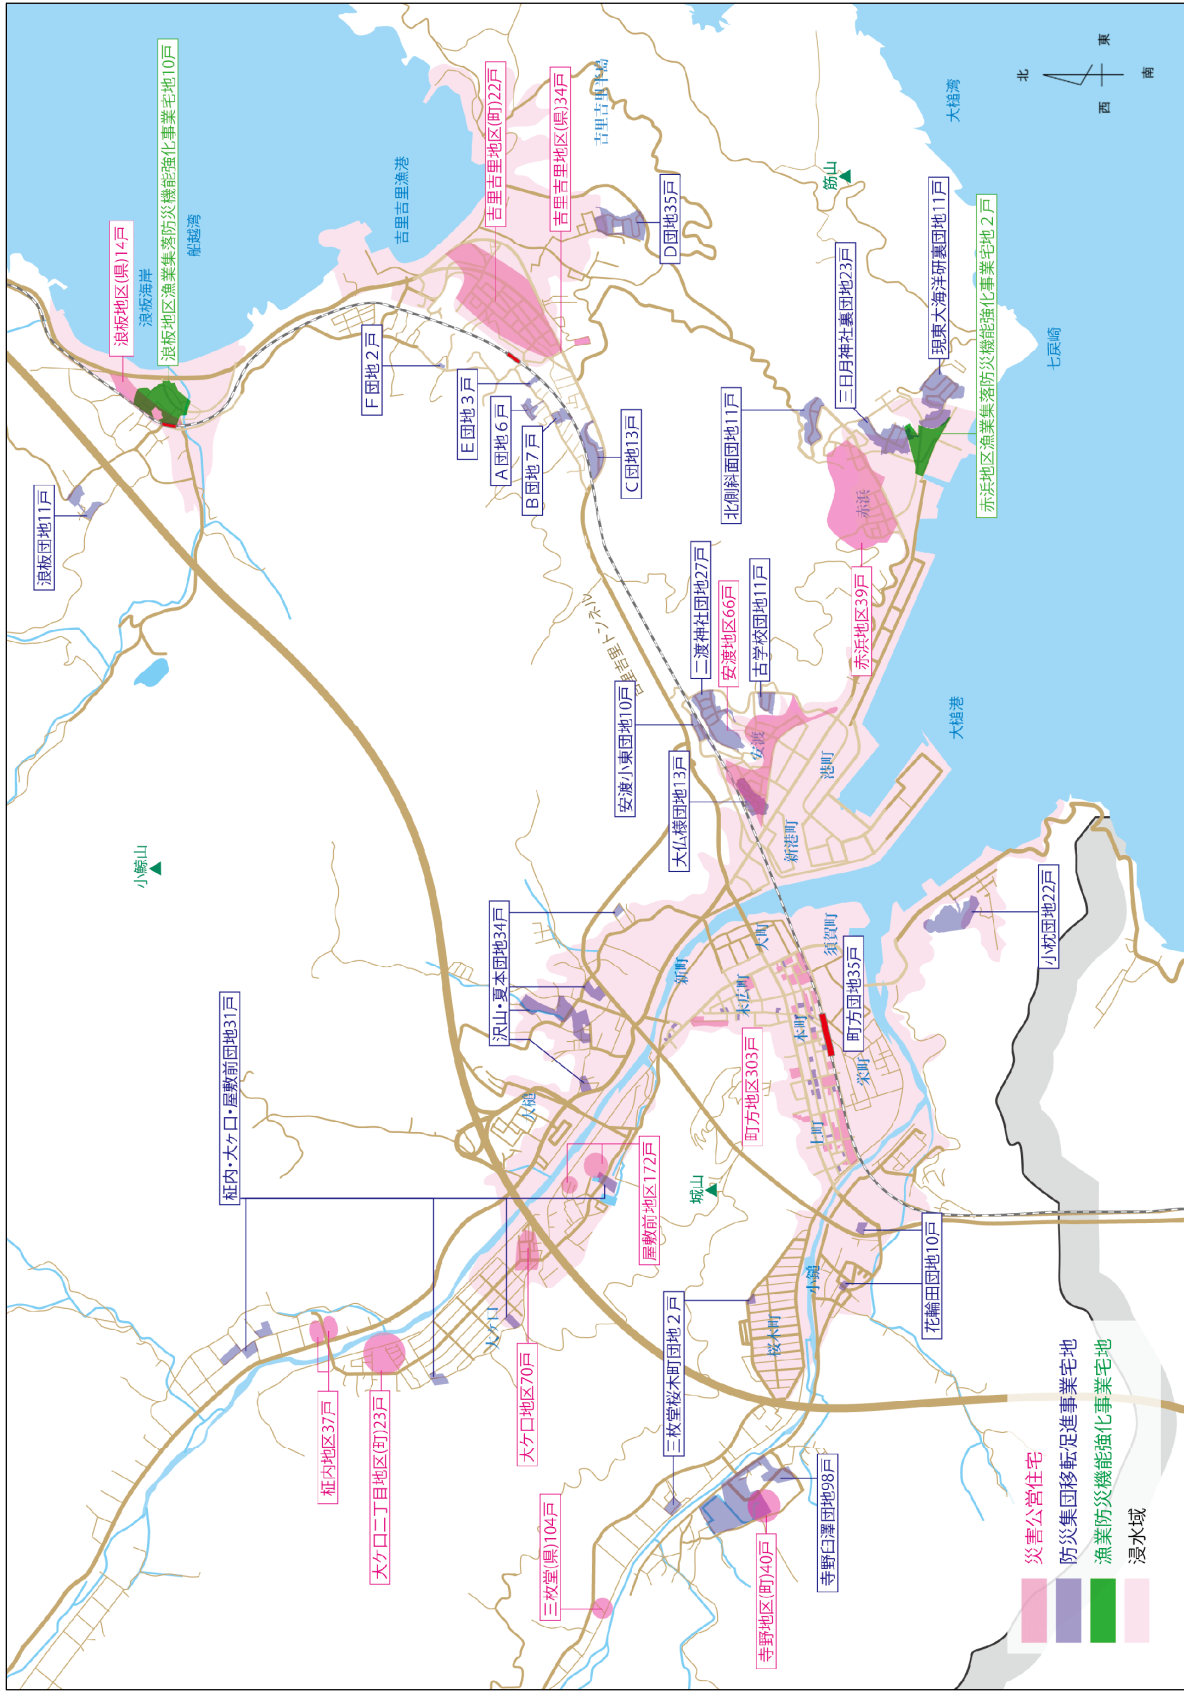 浪板地区(県)14戸
浪板海岸
浪板地区漁業集落防災機能強化事業宅地10戸
船越湾
浪板団地11戸
吉里吉里漁港
吉里吉里地区(町)22戸
吉里吉里地区(県)34戸
吉里吉里半島
D団地35戸
F団地2戸
E団地3戸
A団地6戸
B団地7戸
C団地13戸
筋山
大槌湾
北
東
西
南
北側斜面団地11戸
三日月神社裏団地23戸
現東大海洋研裏団地11戸
赤浜地区漁業集落防災機能強化事業宅地2戸
七戻崎
赤浜
赤浜地区39戸
吉里吉里トンネル
安渡小東団地10戸
二渡神社団地27戸
安渡地区66戸
古学校団地11戸
大仏様団地13戸
安渡
港町
新港町
大槌港
小鯨山
沢山・夏本団地34戸
柾内・大ヶ口・屋敷前団地31戸
新町
大町
須賀町
末広町
本町
栄町
上町
町方団地35戸
町方地区303戸
小枕団地22戸
大槌
屋敷前地区172戸
城山
大ケ口
大ケ口地区70戸
柾内地区37戸
大ケ口二丁目地区(町)23戸
小鎚
花輪田団地10戸
桜木町
三枚堂桜木町団地2戸
三枚堂(県)104戸
寺野地区(町)40戸
寺野臼澤団地98戸
災害公営住宅
防災集団移転促進事業宅地
漁業防災機能強化事業宅地
浸水域